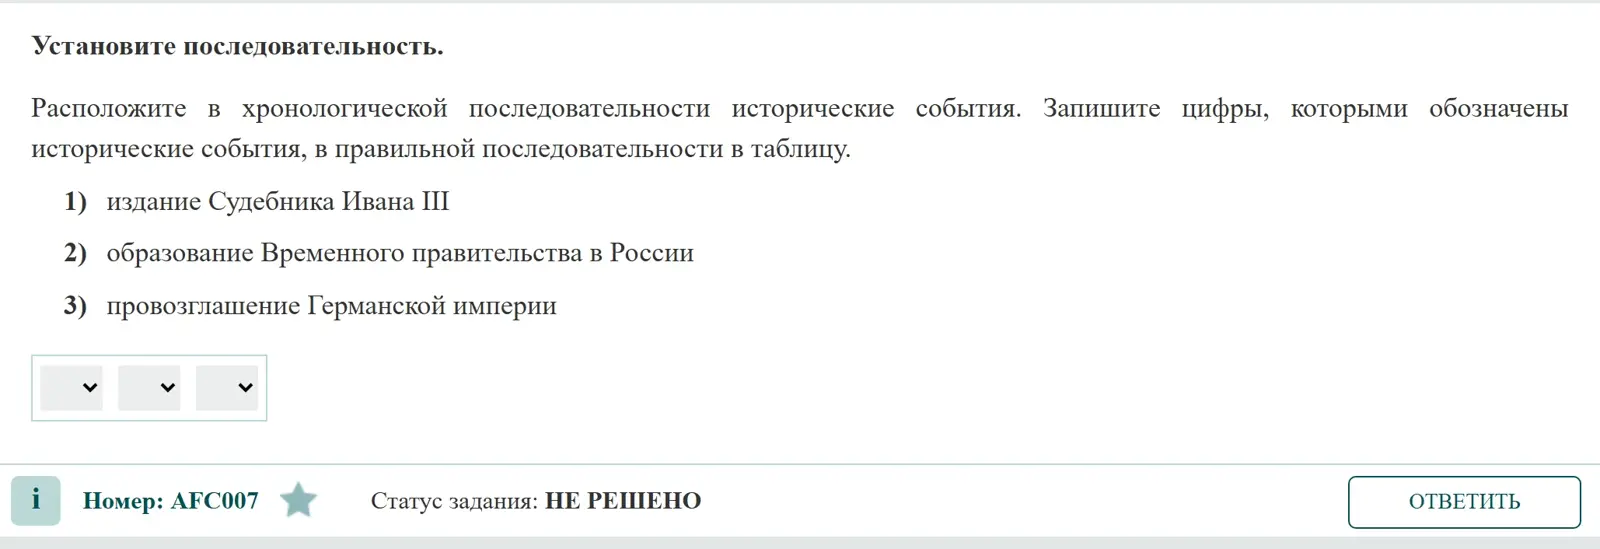 Установите последовательность.
Расположите в хронологической последовательности исторические события. Запишите цифры, которыми обозначены
исторические события, в правильной последовательности в таблицу.
1) издание Судебника Ивана III
2) образование Временного правительства в России
3) провозглашение Германской империи
i Номер: AFC007 Статус задания: НЕ РЕШЕНО ОТВЕТИТЬ